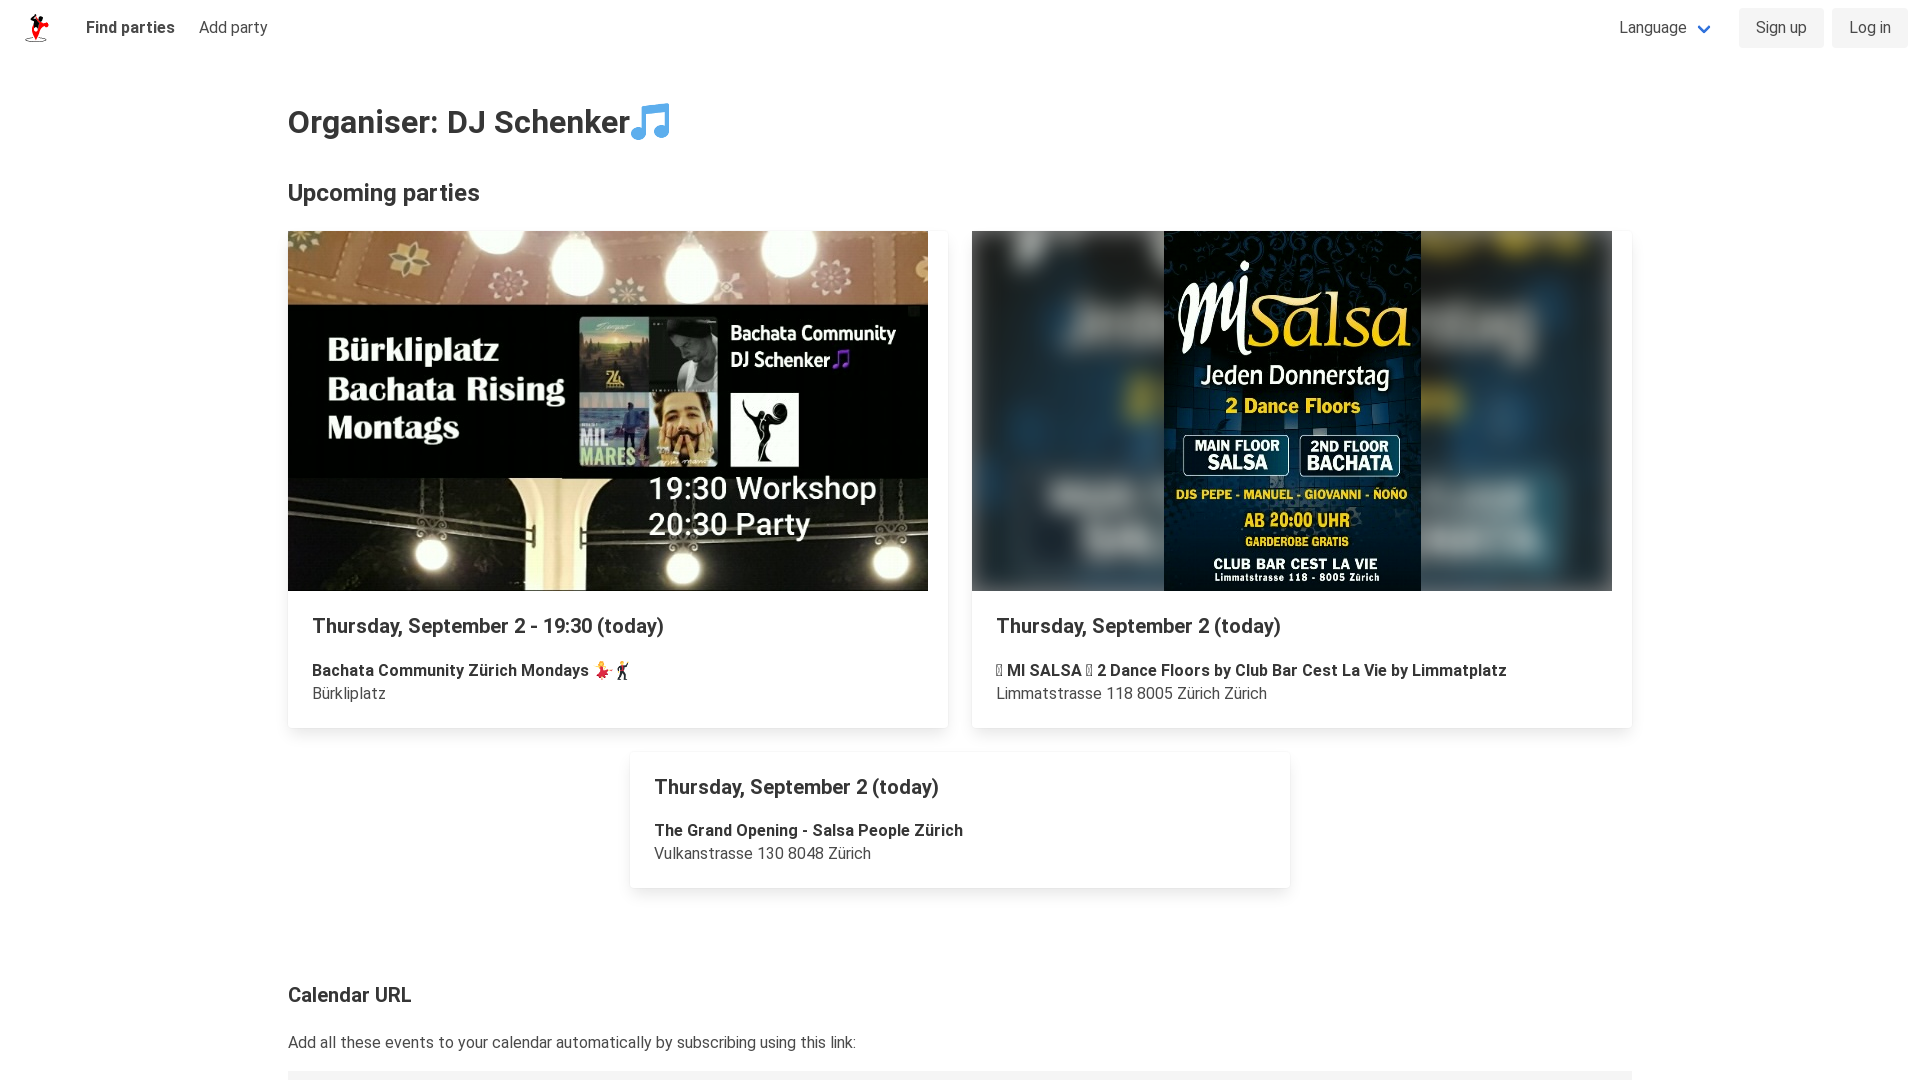 Find parties
Add party
Language
Sign up
Log in
Organiser: DJ Schenker🎵
Upcoming parties
Bürkliplatz
Bachata Rising
Montags
Bachata Community
DJ Schenker🎵
MIL
MARES
19:30 Workshop
20:30 Party
mi Salsa
Jeden Donnerstag
2 Dance Floors
MAIN FLOOR
SALSA
2ND FLOOR
BACHATA
DJS PEPE - MANUEL - GIOVANNI - ÑOÑO
AB 20:00 UHR
GARDEROBE GRATIS
CLUB BAR CEST LA VIE
Limmatstrasse 118 - 8005 Zürich
Thursday, September 2 - 19:30 (today)
Bachata Community Zürich Mondays 💃🕺
Bürkliplatz
Thursday, September 2 (today)
MI SALSA 2 Dance Floors by Club Bar Cest La Vie by Limmatplatz
Limmatstrasse 118 8005 Zürich Zürich
Thursday, September 2 (today)
The Grand Opening - Salsa People Zürich
Vulkanstrasse 130 8048 Zürich
Calendar URL
Add all these events to your calendar automatically by subscribing using this link: